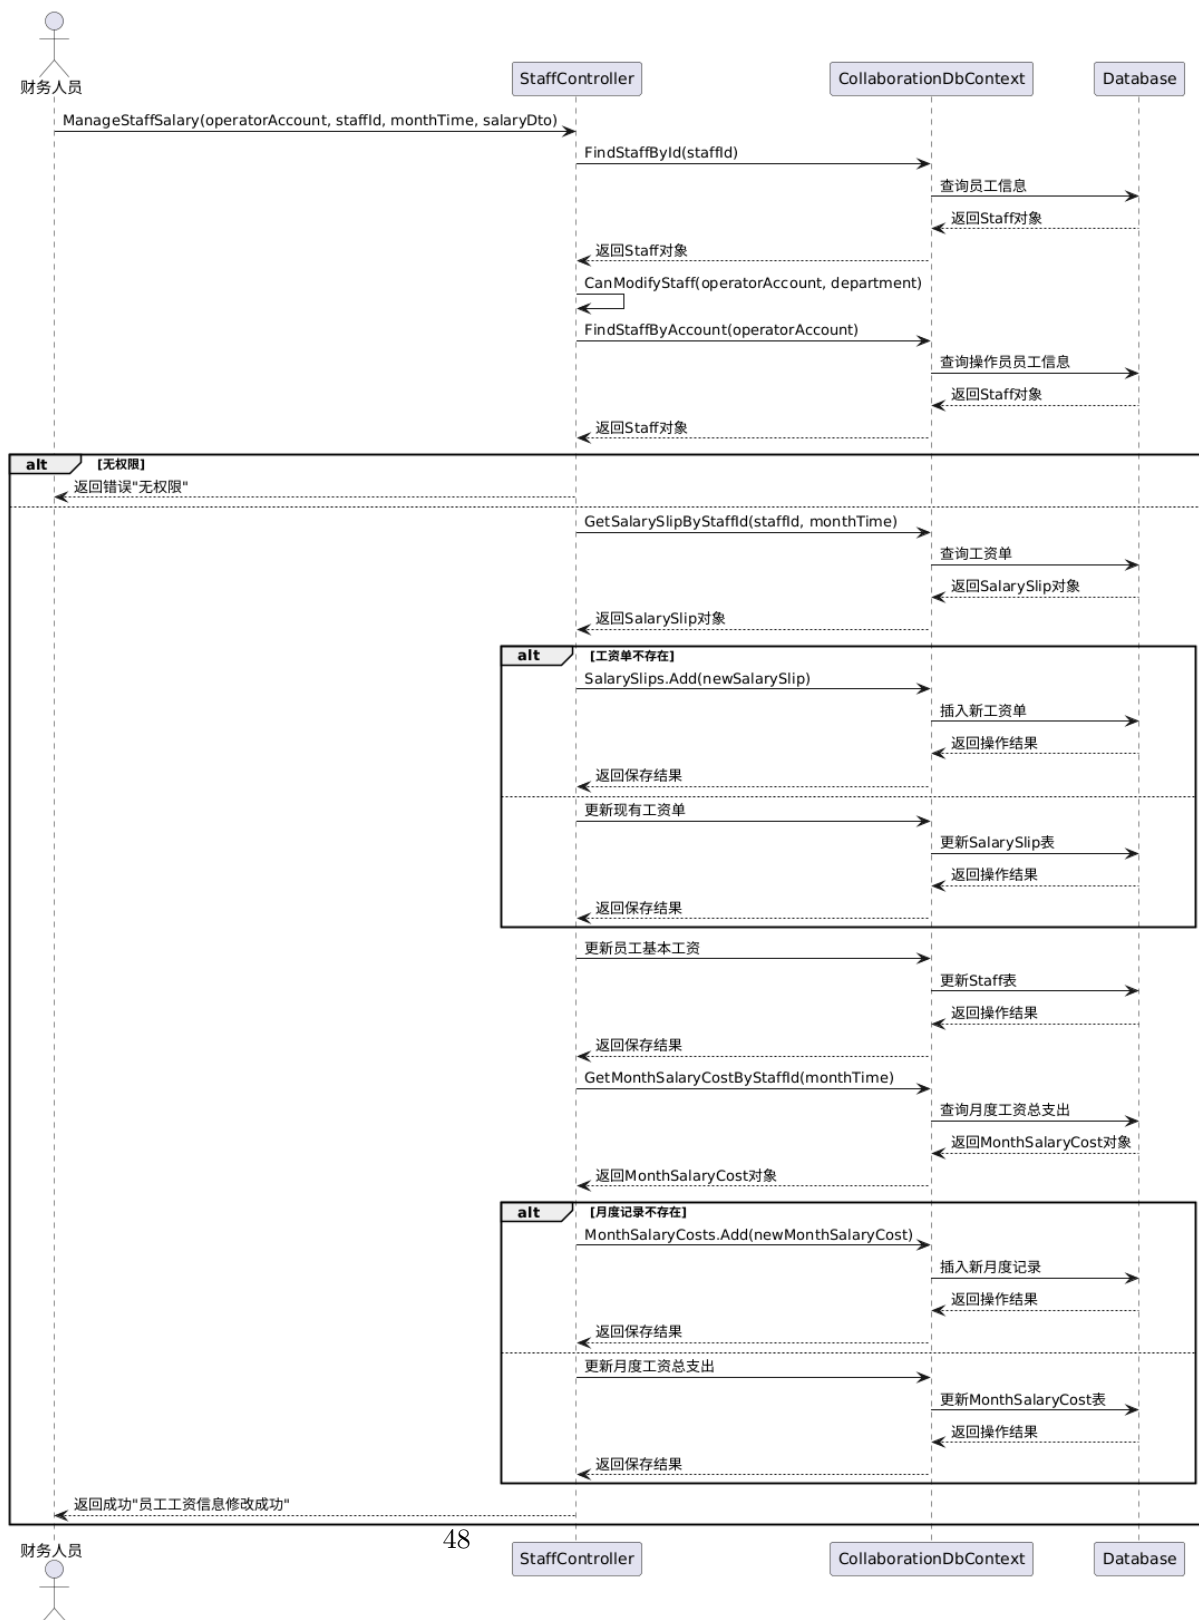 财务人员
StaffController
CollaborationDbContext
Database
ManageStaffSalary(operatorAccount, staffId, monthTime, salaryDto)
FindStaffById(staffId)
查询员工信息
返回Staff对象
返回Staff对象
CanModifyStaff(operatorAccount, department)
FindStaffByAccount(operatorAccount)
查询操作员员工信息
返回Staff对象
返回Staff对象
alt [无权限]
返回错误"无权限"
GetSalarySlipByStaffId(staffId, monthTime)
查询工资单
返回SalarySlip对象
返回SalarySlip对象
alt [工资单不存在]
SalarySlips.Add(newSalarySlip)
插入新工资单
返回操作结果
返回保存结果
更新现有工资单
更新SalarySlip表
返回操作结果
返回保存结果
更新员工基本工资
更新Staff表
返回操作结果
返回保存结果
GetMonthSalaryCostByStaffId(monthTime)
查询月度工资总支出
返回MonthSalaryCost对象
返回MonthSalaryCost对象
alt [月度记录不存在]
MonthSalaryCosts.Add(newMonthSalaryCost)
插入新月度记录
返回操作结果
返回保存结果
更新月度工资总支出
更新MonthSalaryCost表
返回操作结果
返回保存结果
返回成功"员工工资信息修改成功"
48
财务人员
StaffController
CollaborationDbContext
Database